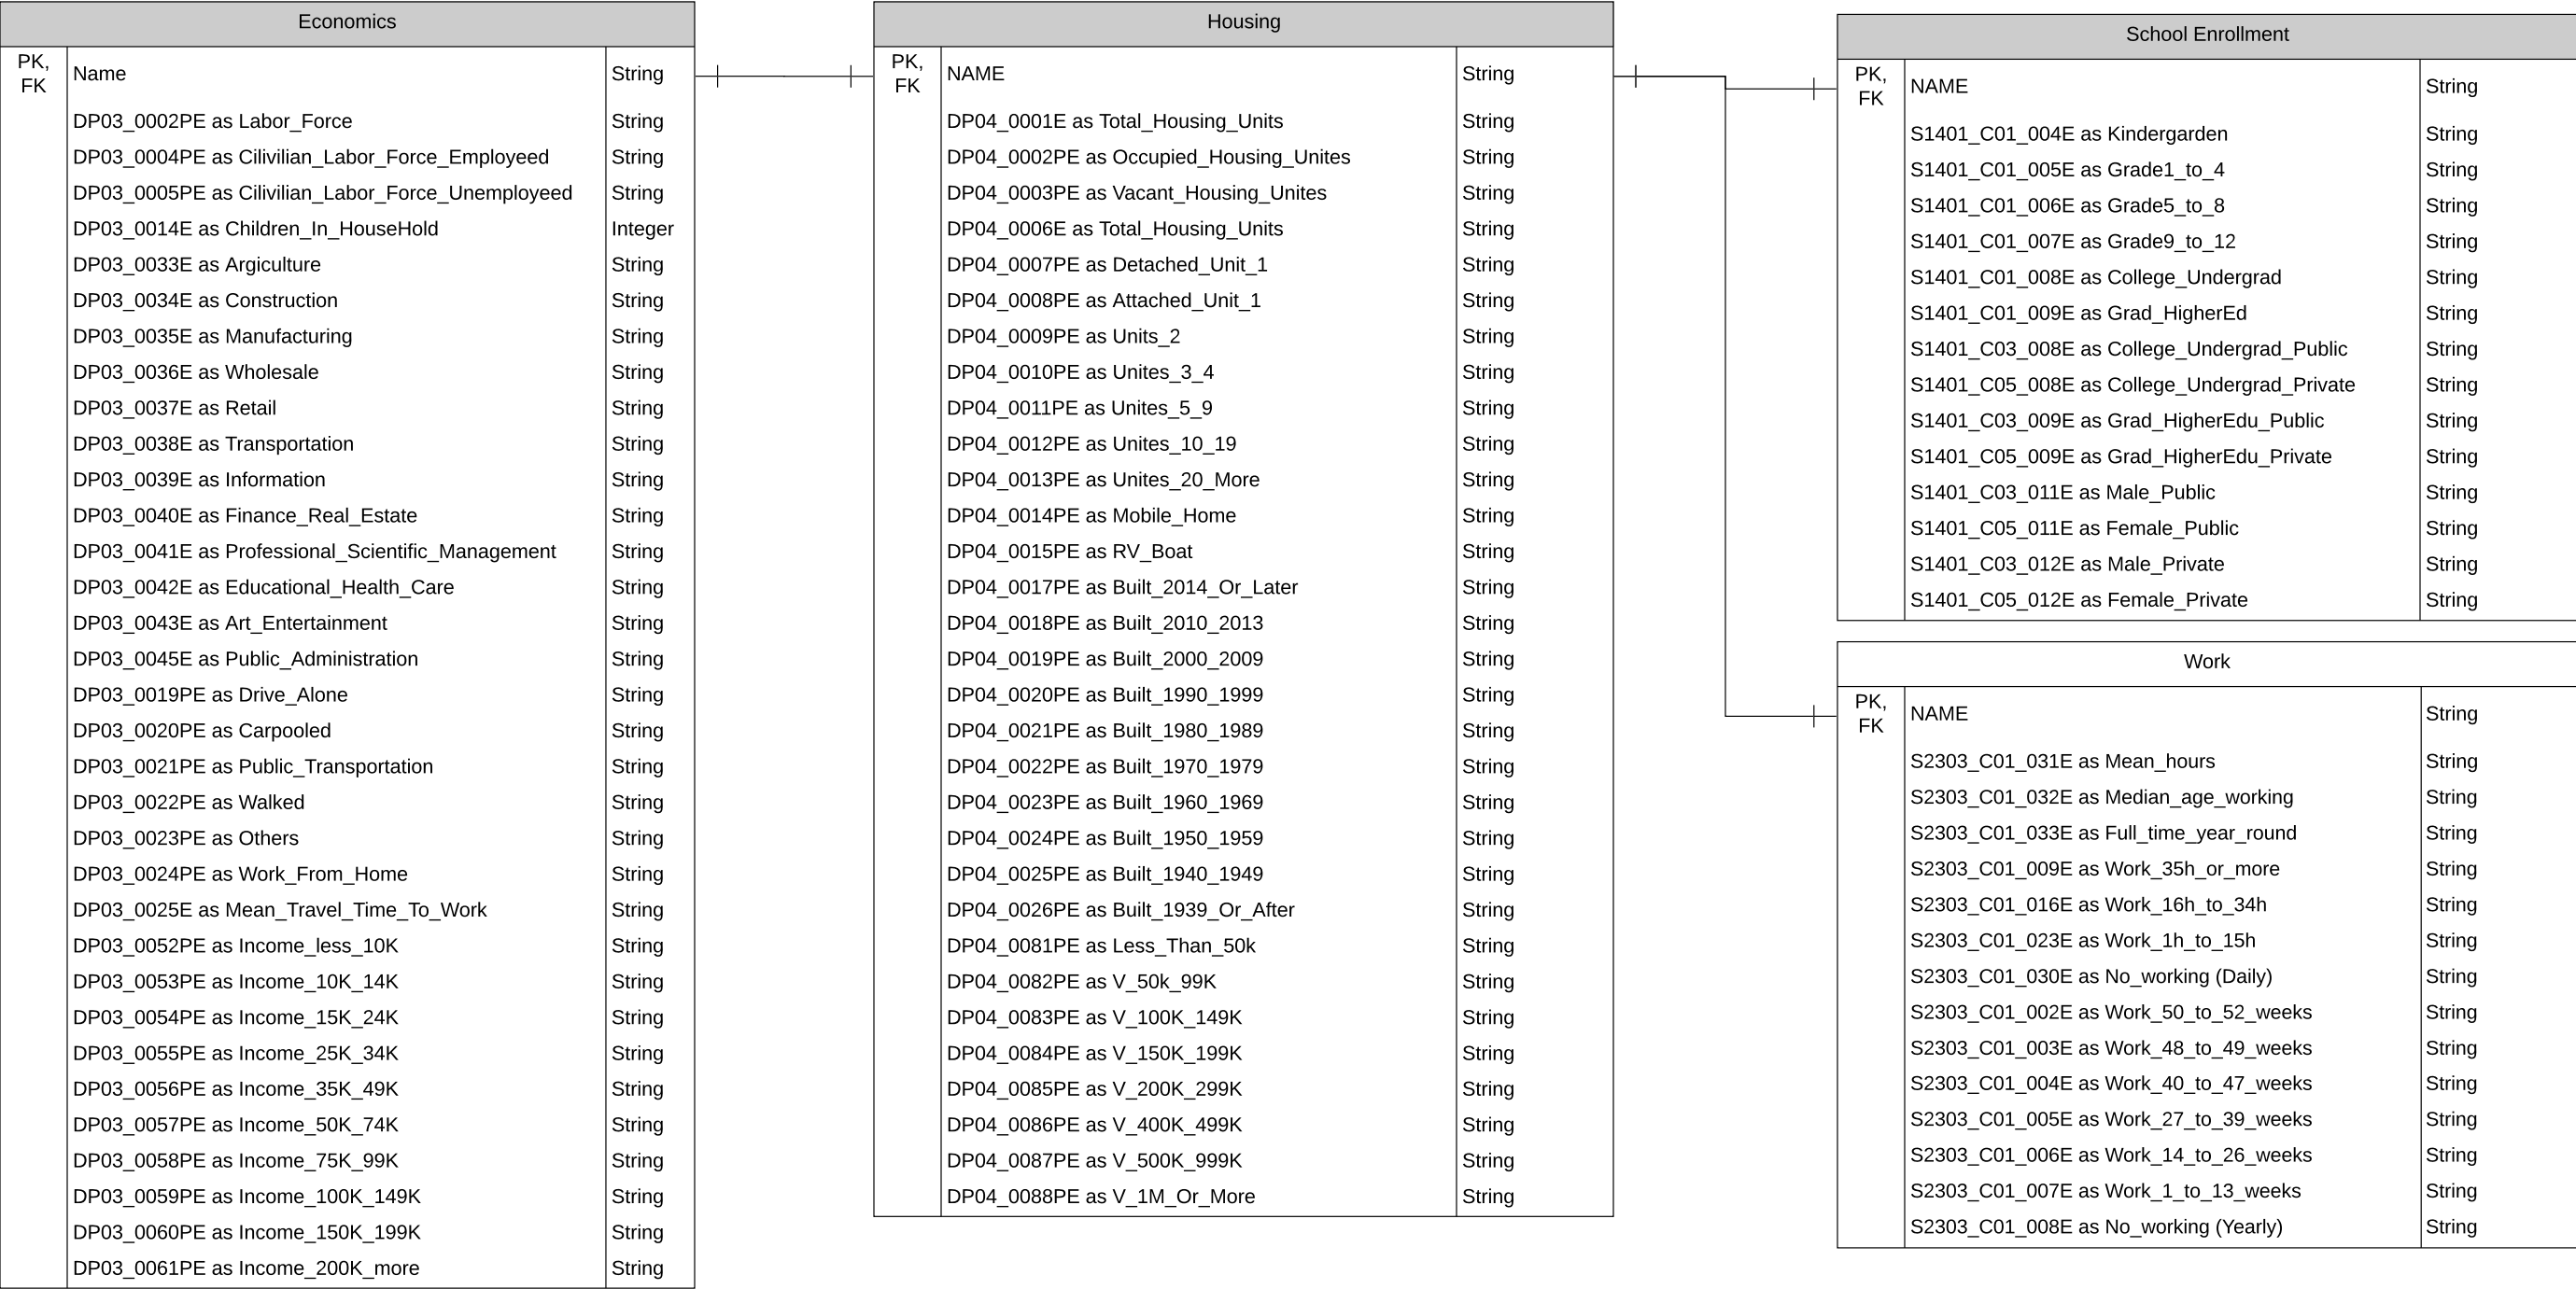 Economics
PK,
FK
Name String
DP03_0002PE as Labor_Force String
DP03_0004PE as Cilivilian_Labor_Force_Employeed String
DP03_0005PE as Cilivilian_Labor_Force_Unemployeed String
DP03_0014E as Children_In_HouseHold Integer
DP03_0033E as Argiculture String
DP03_0034E as Construction String
DP03_0035E as Manufacturing String
DP03_0036E as Wholesale String
DP03_0037E as Retail String
DP03_0038E as Transportation String
DP03_0039E as Information String
DP03_0040E as Finance_Real_Estate String
DP03_0041E as Professional_Scientific_Management String
DP03_0042E as Educational_Health_Care String
DP03_0043E as Art_Entertainment String
DP03_0045E as Public_Administration String
DP03_0019PE as Drive_Alone String
DP03_0020PE as Carpooled String
DP03_0021PE as Public_Transportation String
DP03_0022PE as Walked String
DP03_0023PE as Others String
DP03_0024PE as Work_From_Home String
DP03_0025E as Mean_Travel_Time_To_Work String
DP03_0052PE as Income_less_10K String
DP03_0053PE as Income_10K_14K String
DP03_0054PE as Income_15K_24K String
DP03_0055PE as Income_25K_34K String
DP03_0056PE as Income_35K_49K String
DP03_0057PE as Income_50K_74K String
DP03_0058PE as Income_75K_99K String
DP03_0059PE as Income_100K_149K String
DP03_0060PE as Income_150K_199K String
DP03_0061PE as Income_200K_more String
Housing
PK,
FK
NAME String
DP04_0001E as Total_Housing_Units String
DP04_0002PE as Occupied_Housing_Unites String
DP04_0003PE as Vacant_Housing_Unites String
DP04_0006E as Total_Housing_Units String
DP04_0007PE as Detached_Unit_1 String
DP04_0008PE as Attached_Unit_1 String
DP04_0009PE as Units_2 String
DP04_0010PE as Unites_3_4 String
DP04_0011PE as Unites_5_9 String
DP04_0012PE as Unites_10_19 String
DP04_0013PE as Unites_20_More String
DP04_0014PE as Mobile_Home String
DP04_0015PE as RV_Boat String
DP04_0017PE as Built_2014_Or_Later String
DP04_0018PE as Built_2010_2013 String
DP04_0019PE as Built_2000_2009 String
DP04_0020PE as Built_1990_1999 String
DP04_0021PE as Built_1980_1989 String
DP04_0022PE as Built_1970_1979 String
DP04_0023PE as Built_1960_1969 String
DP04_0024PE as Built_1950_1959 String
DP04_0025PE as Built_1940_1949 String
DP04_0026PE as Built_1939_Or_After String
DP04_0081PE as Less_Than_50k String
DP04_0082PE as V_50k_99K String
DP04_0083PE as V_100K_149K String
DP04_0084PE as V_150K_199K String
DP04_0085PE as V_200K_299K String
DP04_0086PE as V_400K_499K String
DP04_0087PE as V_500K_999K String
DP04_0088PE as V_1M_Or_More String
School Enrollment
PK,
FK
NAME String
S1401_C01_004E as Kindergarden String
S1401_C01_005E as Grade1_to_4 String
S1401_C01_006E as Grade5_to_8 String
S1401_C01_007E as Grade9_to_12 String
S1401_C01_008E as College_Undergrad String
S1401_C01_009E as Grad_HigherEd String
S1401_C03_008E as College_Undergrad_Public String
S1401_C05_008E as College_Undergrad_Private String
S1401_C03_009E as Grad_HigherEdu_Public String
S1401_C05_009E as Grad_HigherEdu_Private String
S1401_C03_011E as Male_Public String
S1401_C05_011E as Female_Public String
S1401_C03_012E as Male_Private String
S1401_C05_012E as Female_Private String
Work
PK,
FK
NAME String
S2303_C01_031E as Mean_hours String
S2303_C01_032E as Median_age_working String
S2303_C01_033E as Full_time_year_round String
S2303_C01_009E as Work_35h_or_more String
S2303_C01_016E as Work_16h_to_34h String
S2303_C01_023E as Work_1h_to_15h String
S2303_C01_030E as No_working (Daily) String
S2303_C01_002E as Work_50_to_52_weeks String
S2303_C01_003E as Work_48_to_49_weeks String
S2303_C01_004E as Work_40_to_47_weeks String
S2303_C01_005E as Work_27_to_39_weeks String
S2303_C01_006E as Work_14_to_26_weeks String
S2303_C01_007E as Work_1_to_13_weeks String
S2303_C01_008E as No_working (Yearly) String